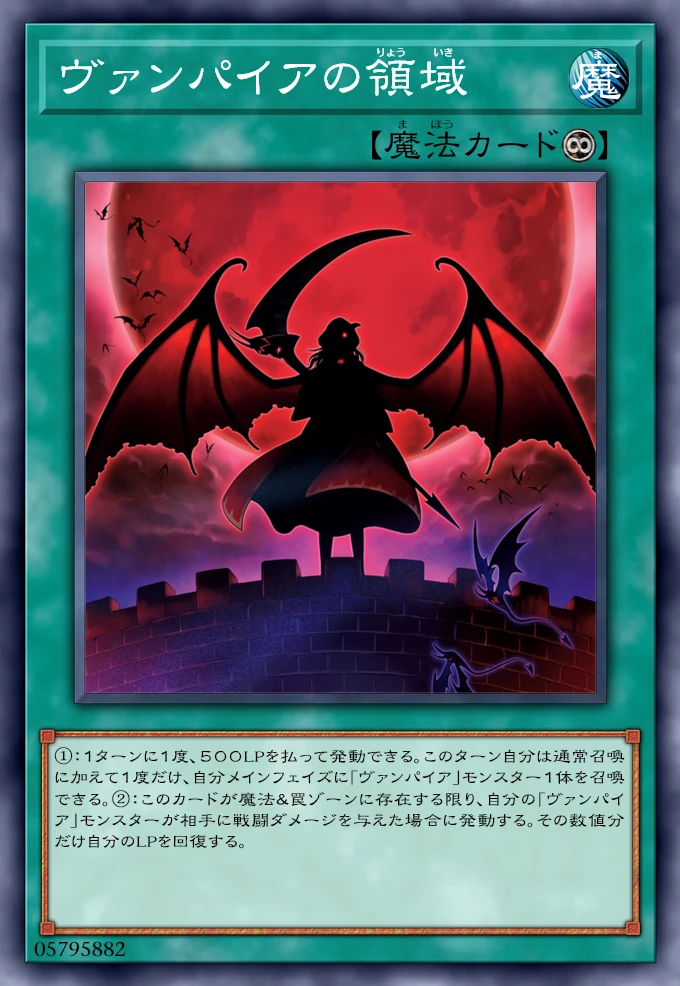 ヴァンパイアの領域
りょう いき
魔
ま
【魔法カード∞】
ま ほう
①:1ターンに1度、500LPを払って発動できる。このターン自分は通常召喚
に加えて1度だけ、自分メインフェイズに「ヴァンパイア」モンスター1体を召喚
できる。②:このカードが魔法&罠ゾーンに存在する限り、自分の「ヴァンパイ
ア」モンスターが相手に戦闘ダメージを与えた場合に発動する。その数値分
だけ自分のLPを回復する。
05795882